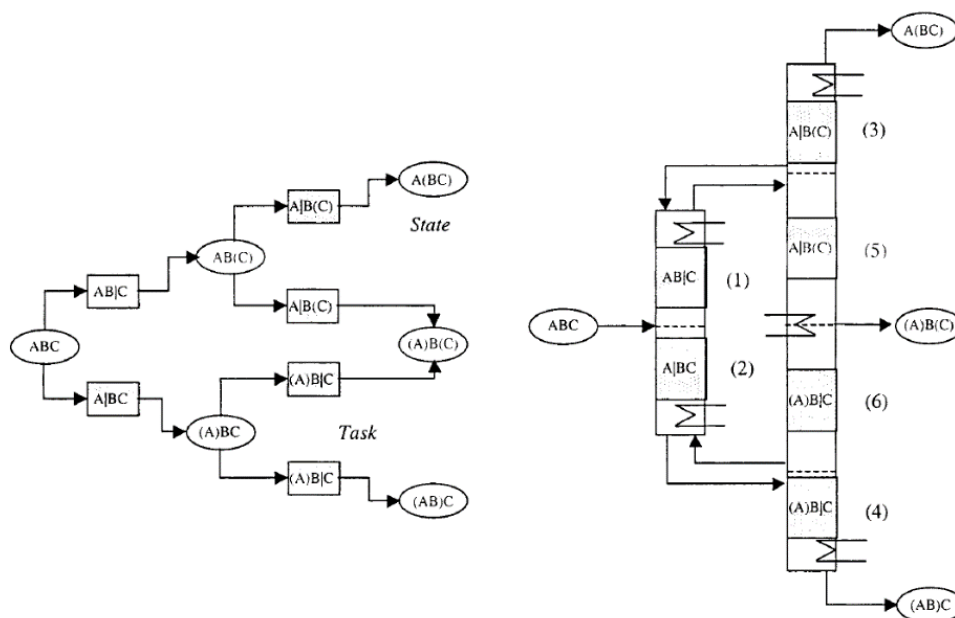 A(BC)
A|B(C)
State
AB(C)
AB|C
A|B(C)
ABC
(A)B(C)
A|BC
(A)B|C
(A)BC
Task
(A)B|C
(AB)C
A(BC)
A|B(C)
(3)
AB|C
(1)
A|B(C)
(5)
ABC
(A)B(C)
A|BC
(2)
(A)B|C
(6)
(A)B|C
(4)
(AB)C